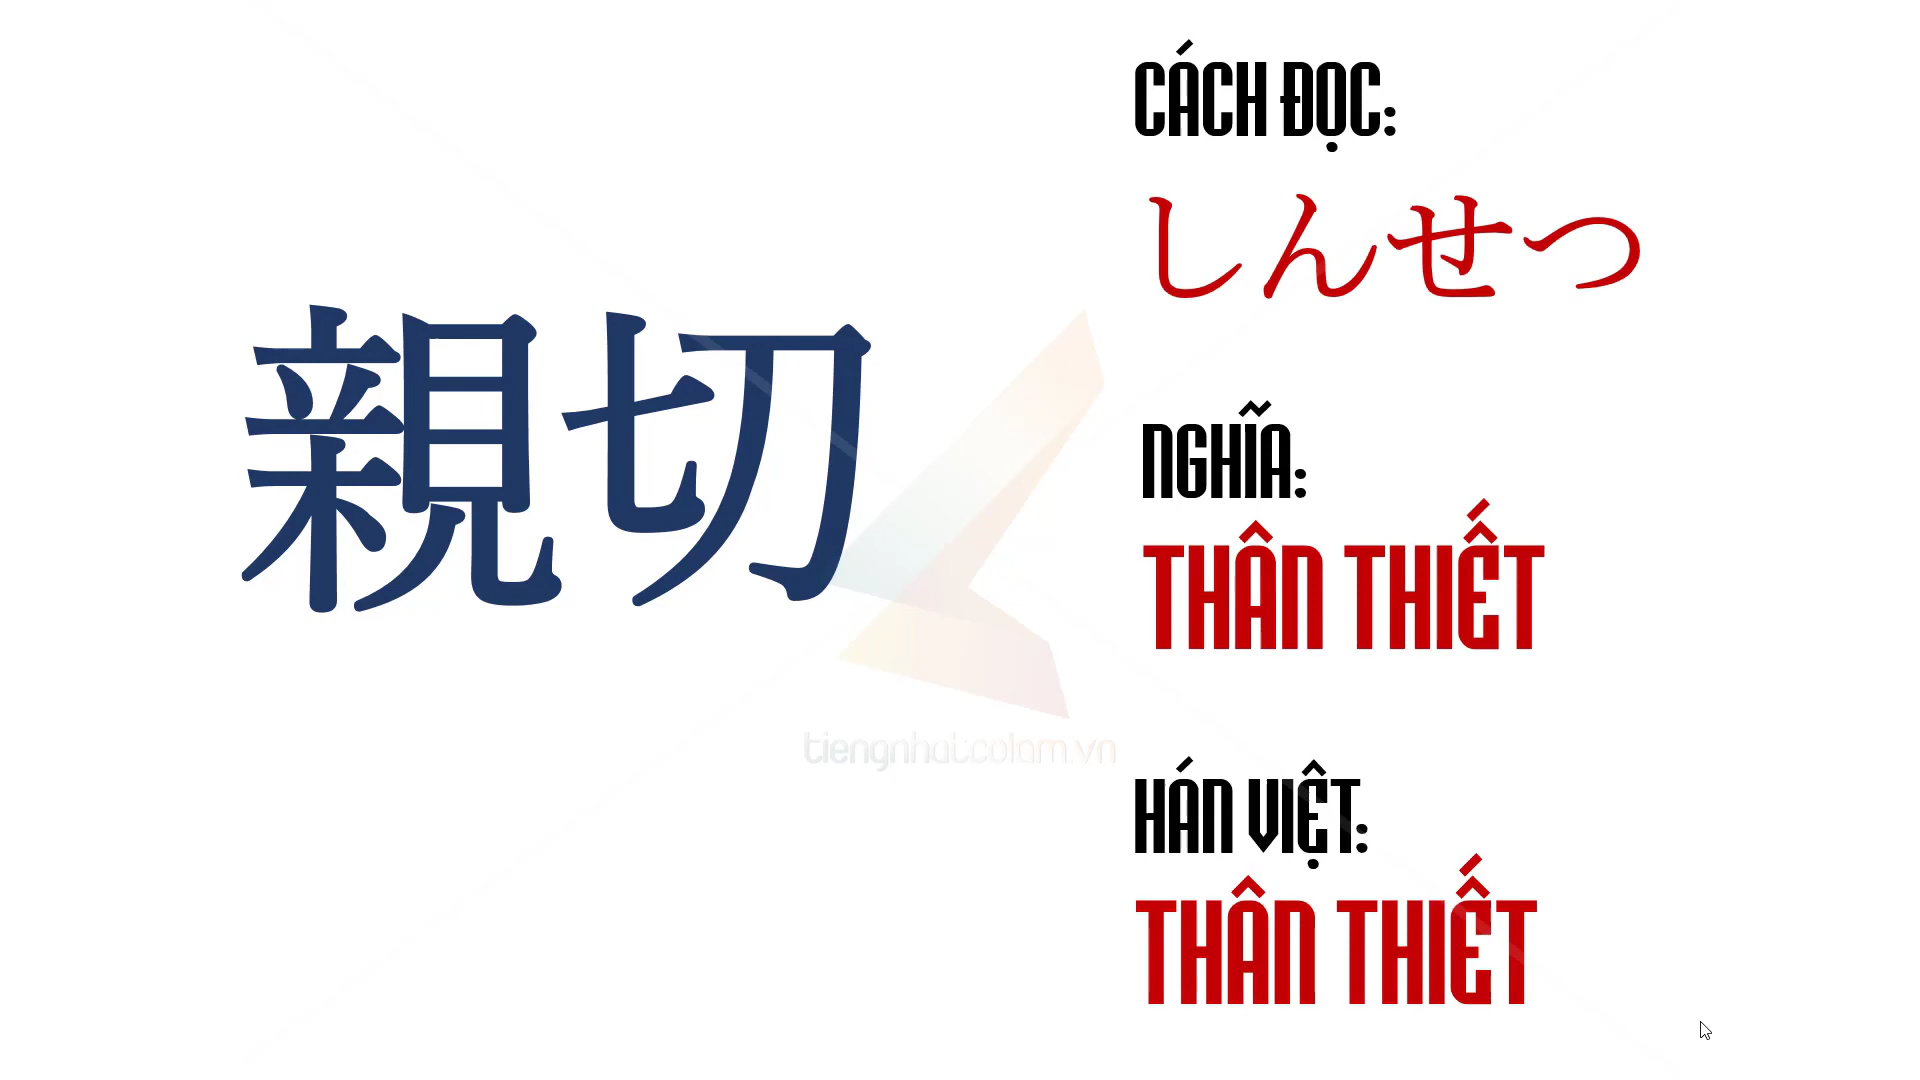 親切
CÁCH ĐỌC:
しんせつ
NGHĨA:
THÂN THIẾT
HÁN VIỆT:
THÂN THIẾT
tiengnhatcolam.vn